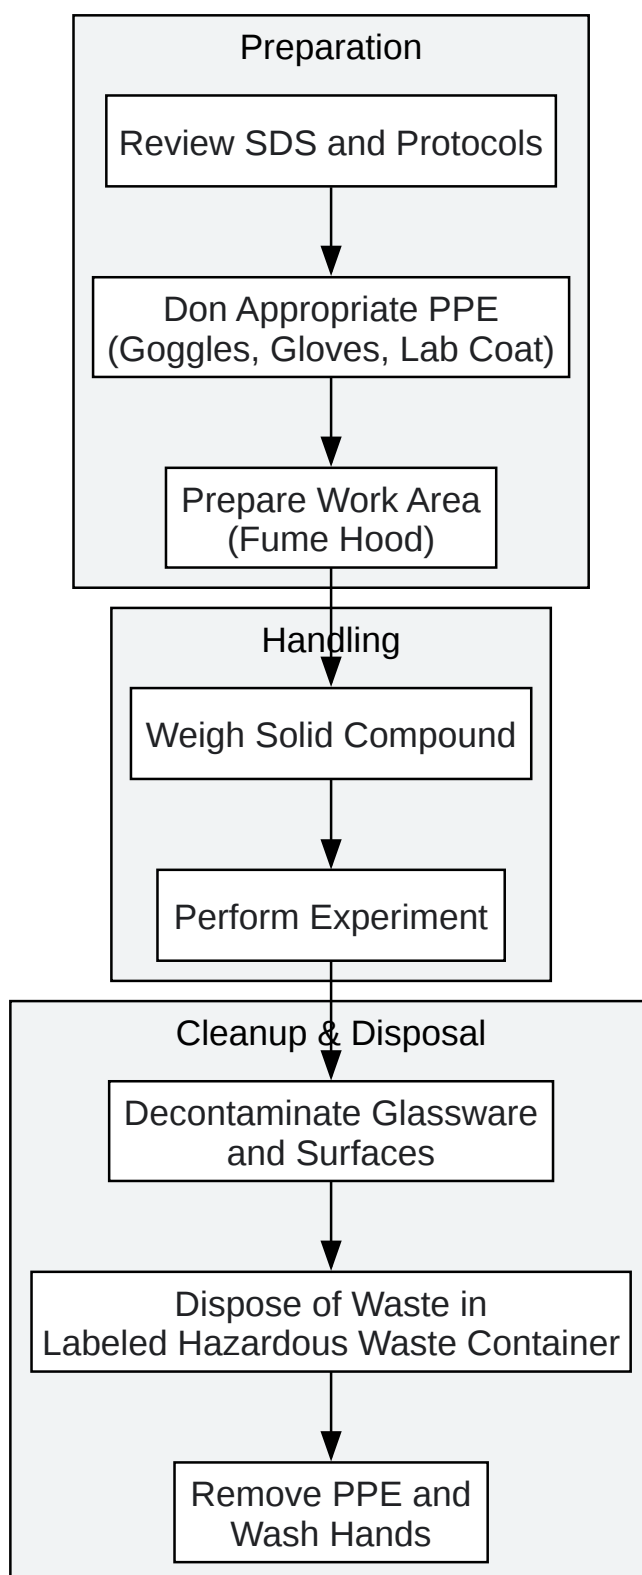 Preparation
Review SDS and Protocols
Don Appropriate PPE
(Goggles, Gloves, Lab Coat)
Prepare Work Area
(Fume Hood)
Handling
Weigh Solid Compound
Perform Experiment
Cleanup & Disposal
Decontaminate Glassware
and Surfaces
Dispose of Waste in
Labeled Hazardous Waste Container
Remove PPE and
Wash Hands